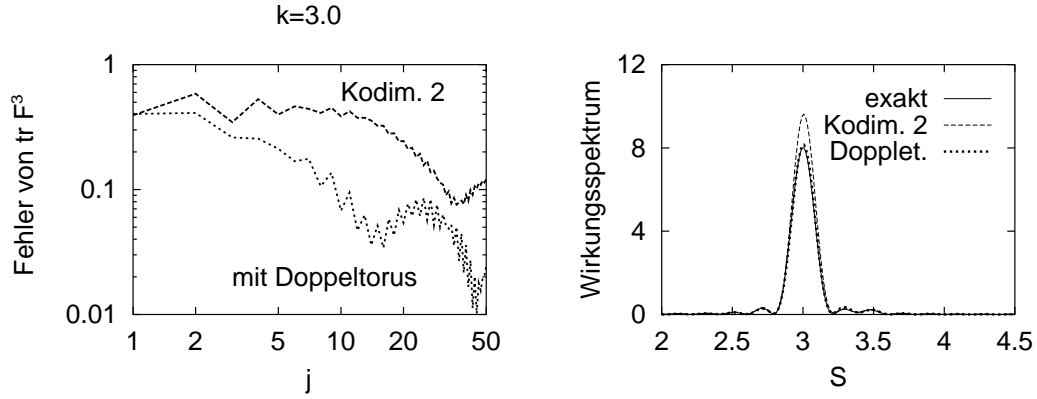 k=3.0
Fehler von tr F³
1
0.1
0.01
Kodim. 2
mit Doppeltorus
1 2 5 10 20 50
j
Wirkungsspektrum
12
8
4
0
exakt
Kodim. 2
Dopplet.
2 2.5 3 3.5 4 4.5
S